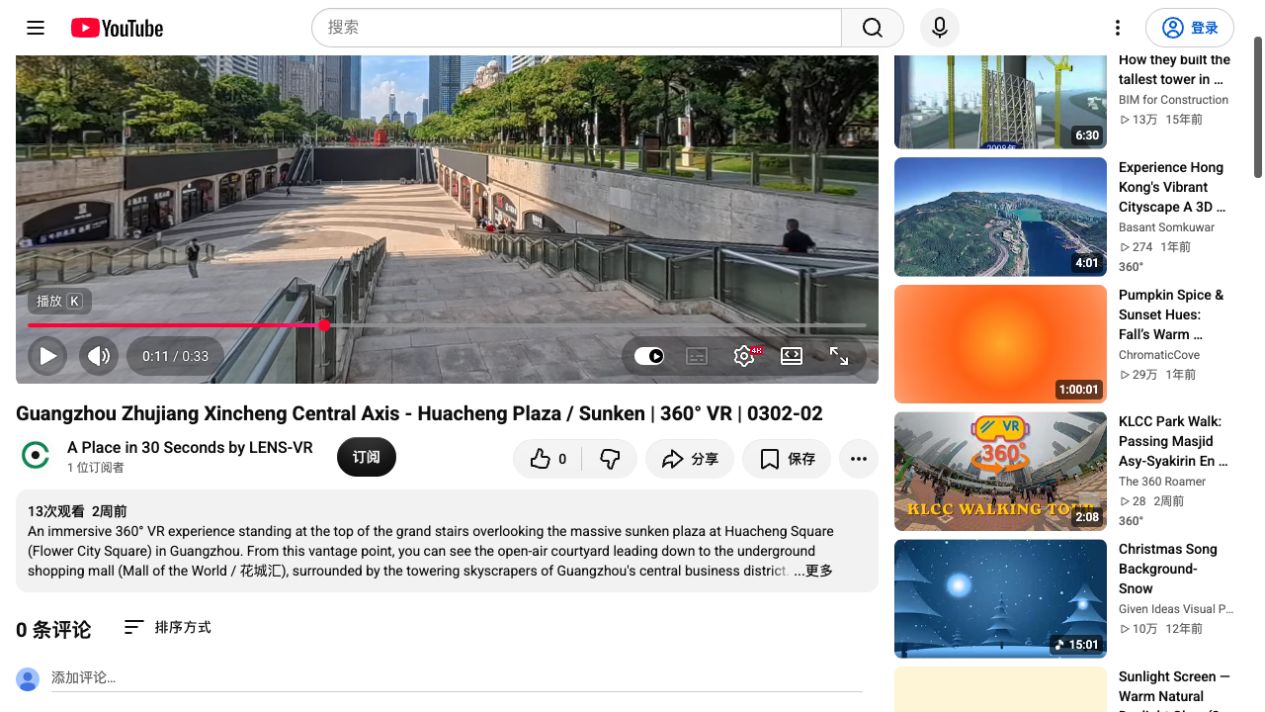 YouTube
搜索
登录
播放 K
0:11 / 0:33
4K
Guangzhou Zhujiang Xincheng Central Axis - Huacheng Plaza / Sunken | 360° VR | 0302-02
A Place in 30 Seconds by LENS-VR
1 位订阅者
订阅
0
分享
保存
13次观看 2周前
An immersive 360° VR experience standing at the top of the grand stairs overlooking the massive sunken plaza at Huacheng Square
(Flower City Square) in Guangzhou. From this vantage point, you can see the open-air courtyard leading down to the underground
shopping mall (Mall of the World / 花城汇), surrounded by the towering skyscrapers of Guangzhou's central business district. ...更多
0 条评论
排序方式
添加评论…
2008年
6:30
How they built the
tallest tower in ...
BIM for Construction
13万 15年前
4:01
Experience Hong
Kong's Vibrant
Cityscape A 3D ...
Basant Somkuwar
274 1年前
360°
1:00:01
Pumpkin Spice &
Sunset Hues:
Fall's Warm ...
ChromaticCove
29万 1年前
VR
360°
KLCC WALKING TOUR
2:08
KLCC Park Walk:
Passing Masjid
Asy-Syakirin En ...
The 360 Roamer
28 2周前
360°
15:01
Christmas Song
Background-
Snow
Given Ideas Visual P...
10万 12年前
Sunlight Screen —
Warm Natural